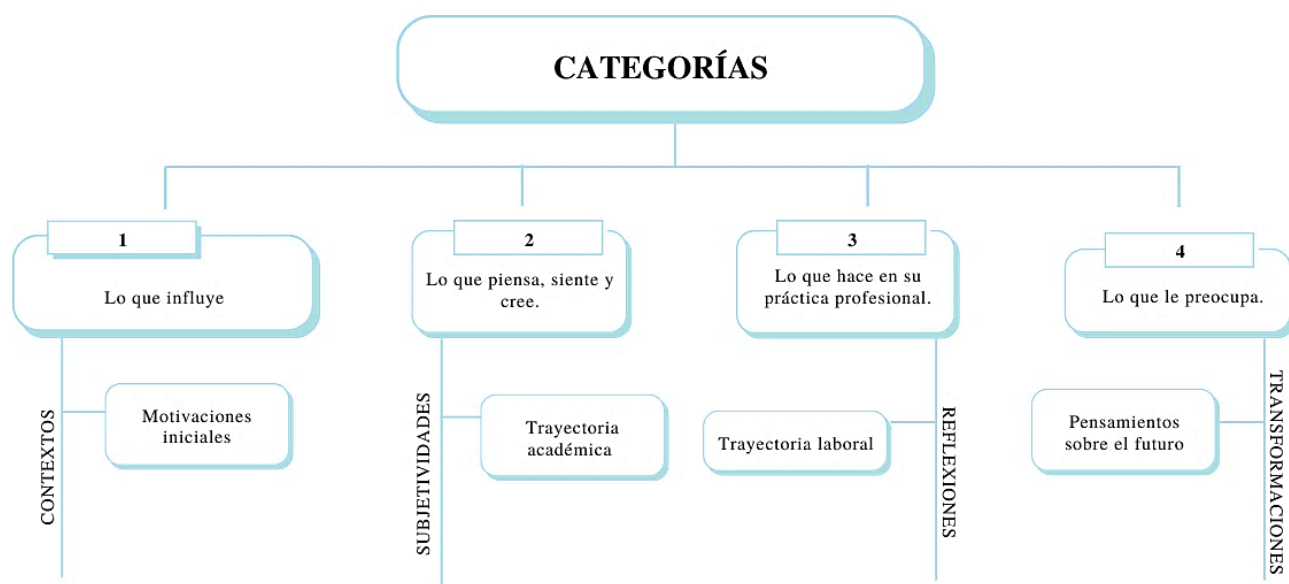 CATEGORÍAS
1
Lo que influye
CONTEXTOS
Motivaciones
iniciales
2
Lo que piensa, siente y
cree.
SUBJETIVIDADES
Trayectoria
académica
3
Lo que hace en su
práctica profesional.
Trayectoria laboral
REFLEXIONES
4
Lo que le preocupa.
Pensamientos
sobre el futuro
TRANSFORMACIONES